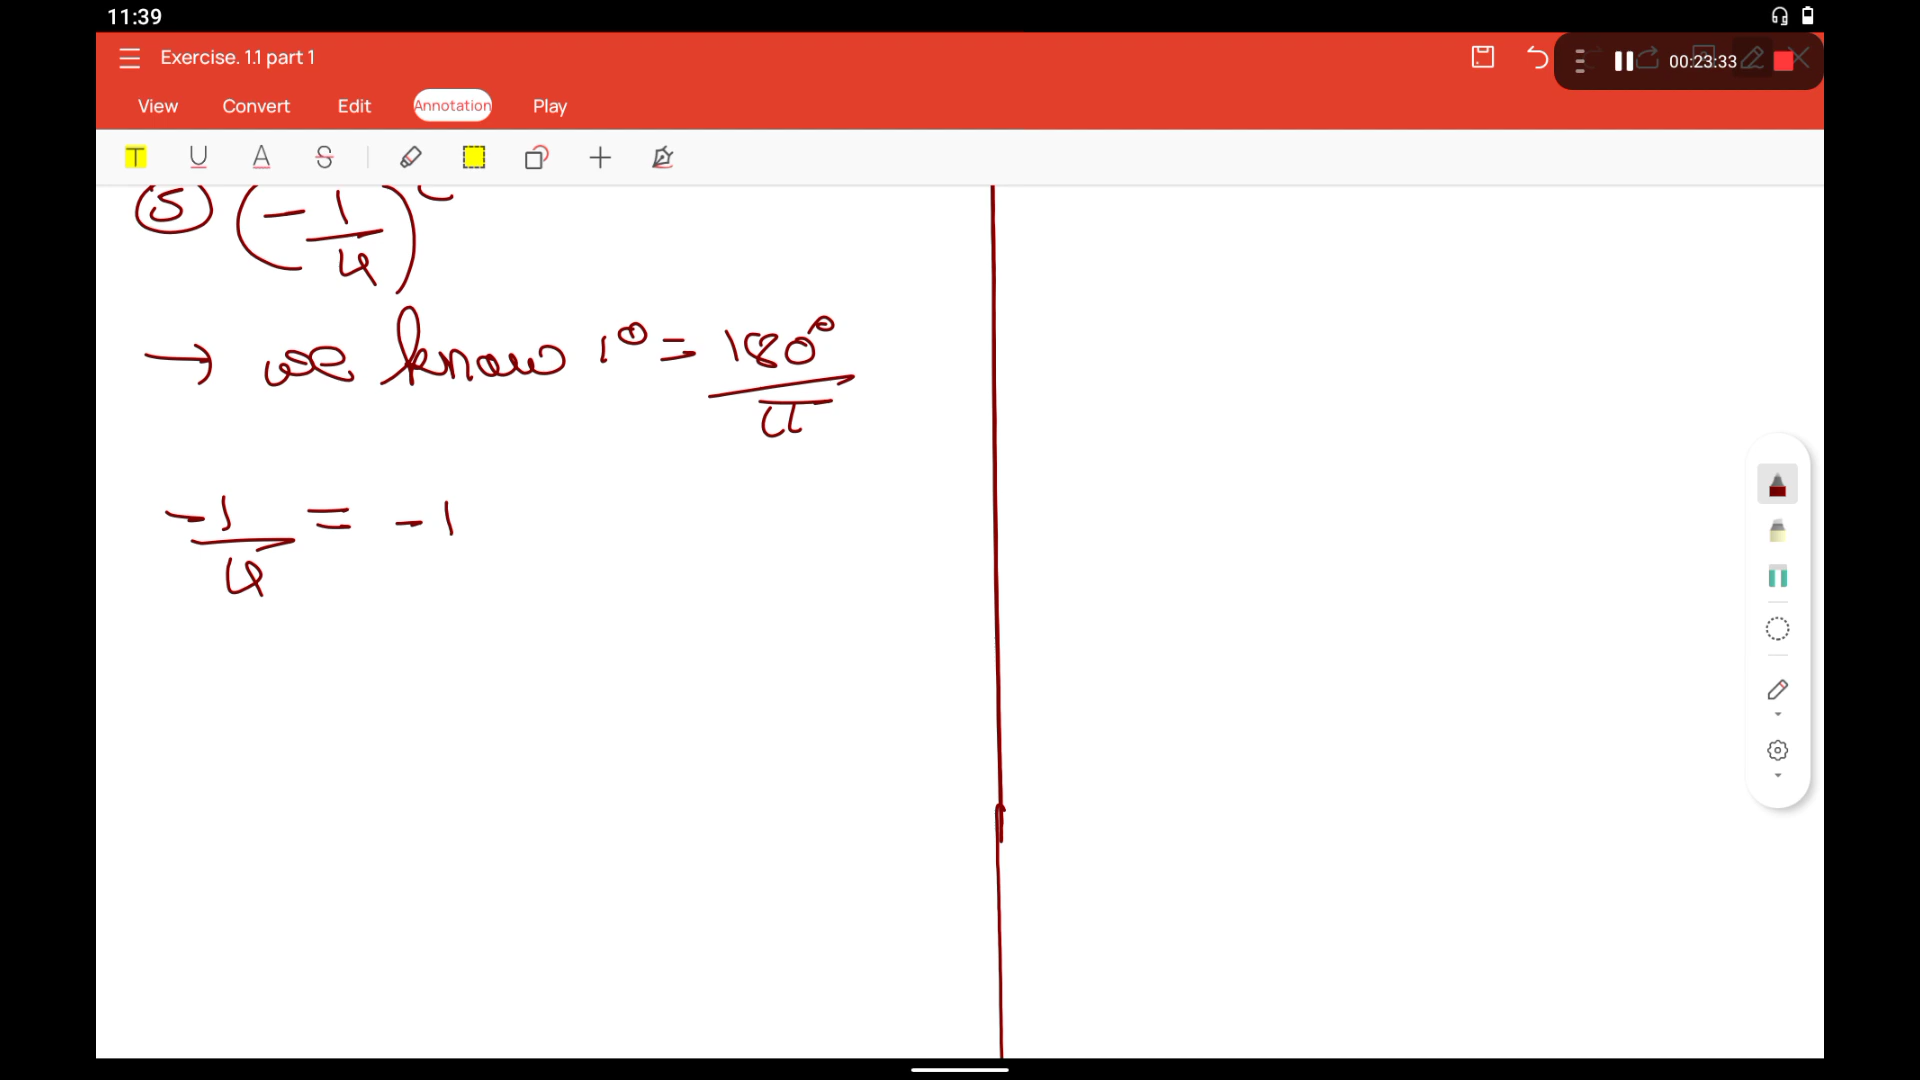 11:39
Exercise. 1.1 part 1
00:23:33
View Convert Edit Annotation Play
T U A S
(5) (-1/4)^c
→ we know 1° = 180°/π
-1/4 = -1